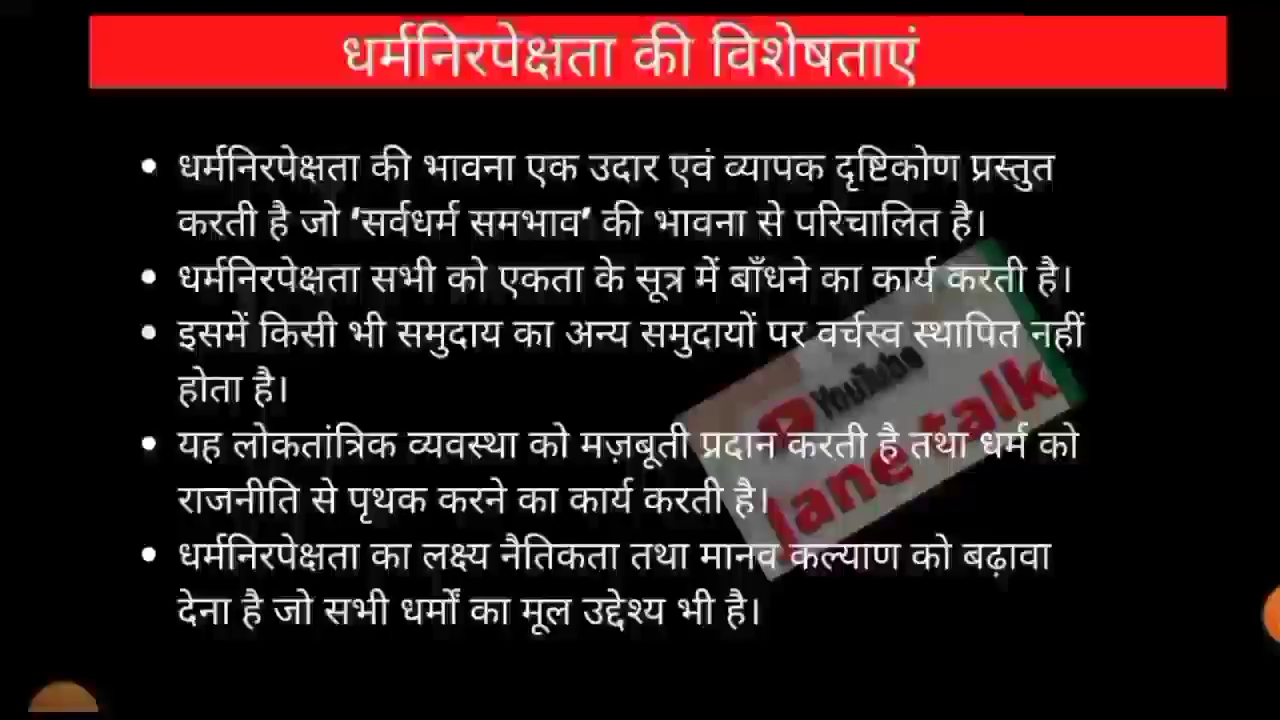 धर्मनिरपेक्षता की विशेषताएं
• धर्मनिरपेक्षता की भावना एक उदार एवं व्यापक दृष्टिकोण प्रस्तुत
करती है जो 'सर्वधर्म समभाव' की भावना से परिचालित है।
• धर्मनिरपेक्षता सभी को एकता के सूत्र में बाँधने का कार्य करती है।
• इसमें किसी भी समुदाय का अन्य समुदायों पर वर्चस्व स्थापित नहीं
होता है।
• यह लोकतांत्रिक व्यवस्था को मज़बूती प्रदान करती है तथा धर्म को
राजनीति से पृथक करने का कार्य करती है।
• धर्मनिरपेक्षता का लक्ष्य नैतिकता तथा मानव कल्याण को बढ़ावा
देना है जो सभी धर्मों का मूल उद्देश्य भी है।
YouTube
Jane talk